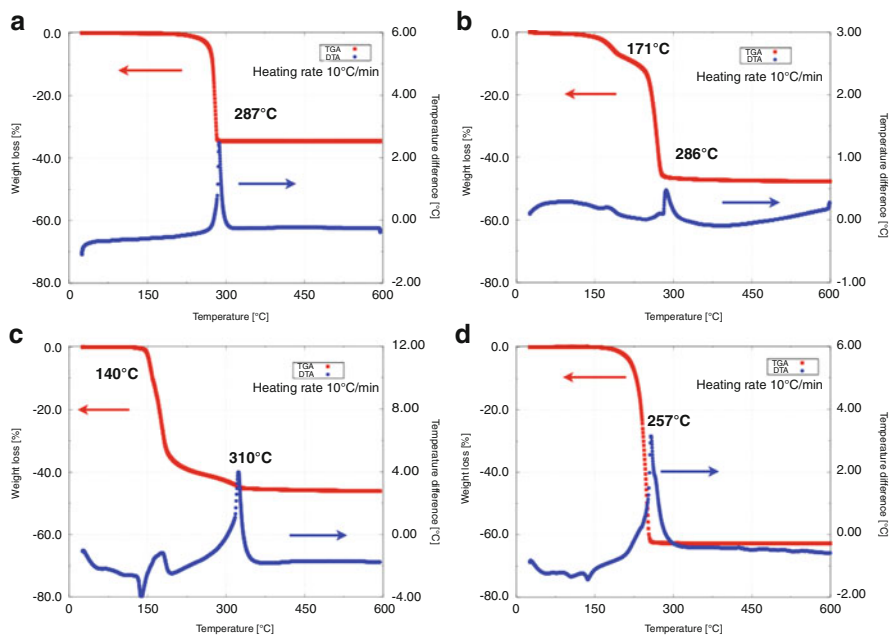 a
0.0
-20.0
-40.0
-60.0
-80.0
Weight loss [%]
6.00
4.00
2.00
0.00
-2.00
Temperature difference [°C]
TGA
DTA
Heating rate 10°C/min
287°C
0
150
300
450
600
Temperature [°C]
b
0.0
-20.0
-40.0
-60.0
-80.0
Weight loss [%]
3.00
2.00
1.00
0.00
-1.00
Temperature difference [°C]
TGA
DTA
Heating rate 10°C/min
171°C
286°C
0
150
300
450
600
Temperature [°C]
c
0.0
-20.0
-40.0
-60.0
-80.0
Weight loss [%]
12.00
8.00
4.00
0.00
-4.00
Temperature difference [°C]
TGA
DTA
Heating rate 10°C/min
140°C
310°C
0
150
300
450
600
Temperature [°C]
d
0.0
-20.0
-40.0
-60.0
-80.0
Weight loss [%]
6.00
4.00
2.00
0.00
-2.00
Temperature difference [°C]
TGA
DTA
Heating rate 10°C/min
257°C
0
150
300
450
600
Temperature [°C]